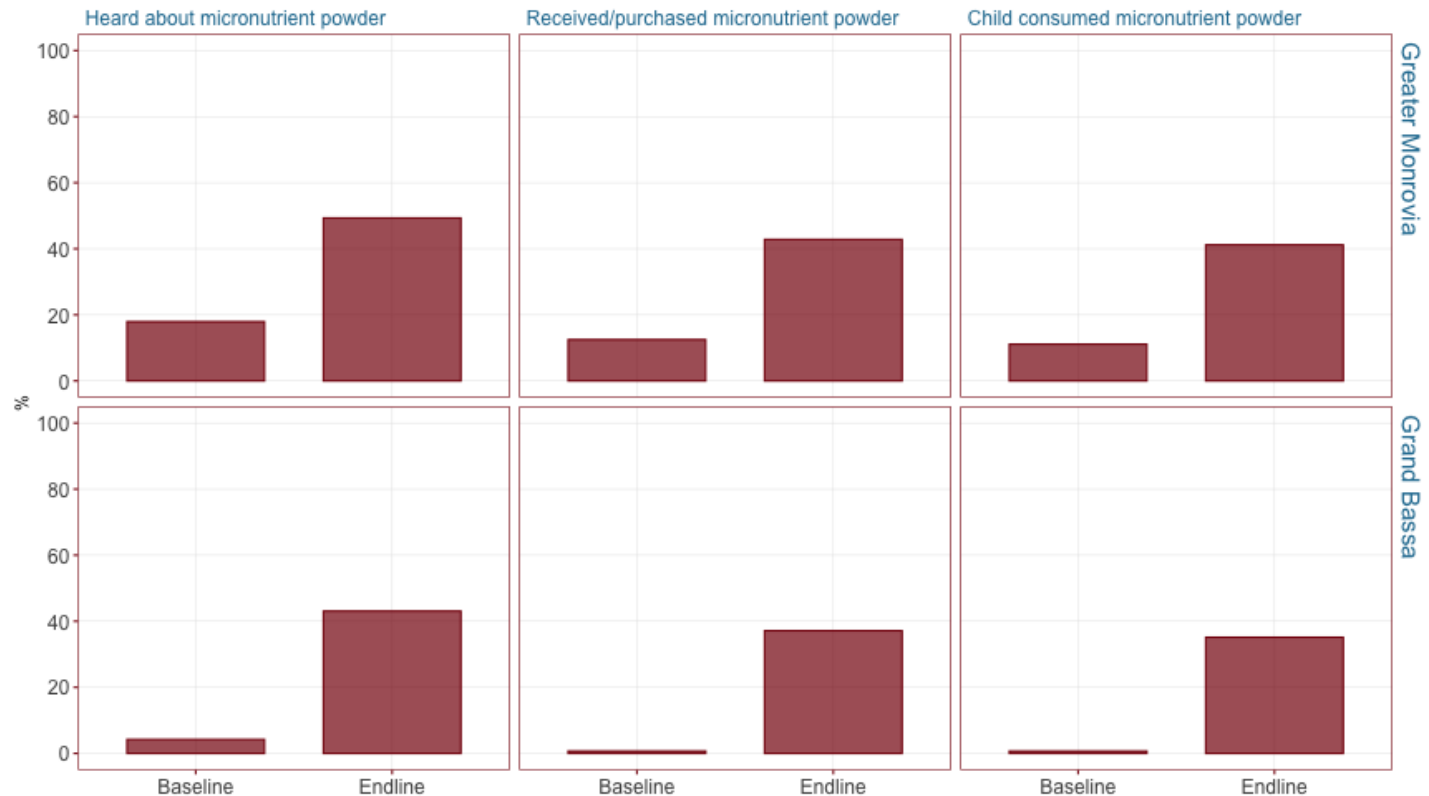 Heard about micronutrient powder
Received/purchased micronutrient powder
Child consumed micronutrient powder
100
80
60
40
20
0
Greater Monrovia
%
100
80
60
40
20
0
Grand Bassa
Baseline
Endline
Baseline
Endline
Baseline
Endline